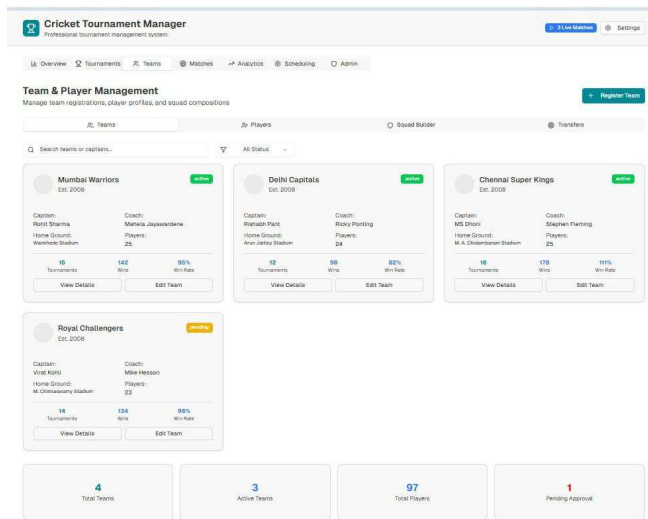 Cricket Tournament Manager
Professional tournament management system
3 Live Matches
Settings
Overview Tournaments Teams Matches Analytics Scheduling Admin
Team & Player Management
Manage team registrations, player profiles, and squad compositions
+ Register Team
Teams Players Squad Builder Transfers
Search teams or captains...
All Status
Mumbai Warriors
active
Est. 2008
Captain: Coach:
Rohit Sharma Mahela Jayawardene
Home Ground: Players:
Wankhede Stadium 25
15 142 95%
Tournaments Wins Win Rate
View Details Edit Team
Delhi Capitals
active
Est. 2008
Captain: Coach:
Rishabh Pant Ricky Ponting
Home Ground: Players:
Arun Jaitley Stadium 24
12 98 82%
Tournaments Wins Win Rate
View Details Edit Team
Chennai Super Kings
active
Est. 2008
Captain: Coach:
MS Dhoni Stephen Fleming
Home Ground: Players:
M. A. Chidambaram Stadium 25
16 178 111%
Tournaments Wins Win Rate
View Details Edit Team
Royal Challengers
pending
Est. 2008
Captain: Coach:
Virat Kohli Mike Hesson
Home Ground: Players:
M. Chinnaswamy Stadium 23
14 134 96%
Tournaments Wins Win Rate
View Details Edit Team
4
Total Teams
3
Active Teams
97
Total Players
1
Pending Approval